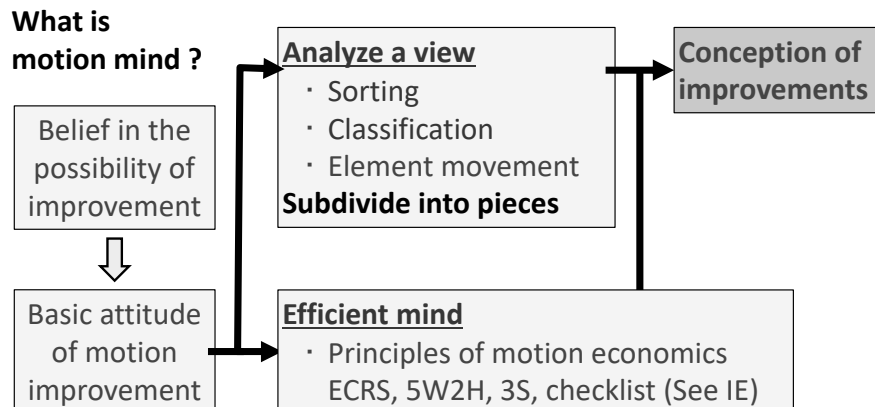 What is
motion mind ?
Belief in the
possibility of
improvement
Basic attitude
of motion
improvement
Analyze a view
・ Sorting
・ Classification
・ Element movement
Subdivide into pieces
Efficient mind
・ Principles of motion economics
ECRS, 5W2H, 3S, checklist (See IE)
Conception of
improvements